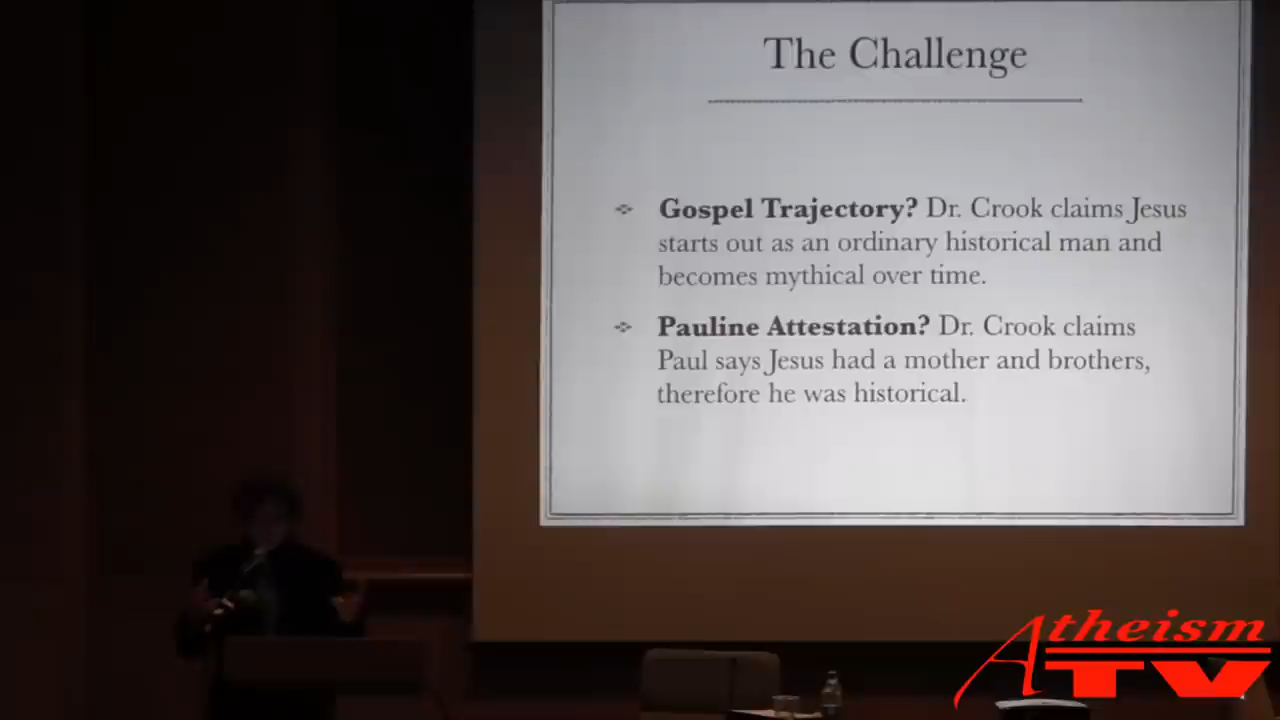 The Challenge
Gospel Trajectory? Dr. Crook claims Jesus
starts out as an ordinary historical man and
becomes mythical over time.
Pauline Attestation? Dr. Crook claims
Paul says Jesus had a mother and brothers,
therefore he was historical.
Atheism
TV